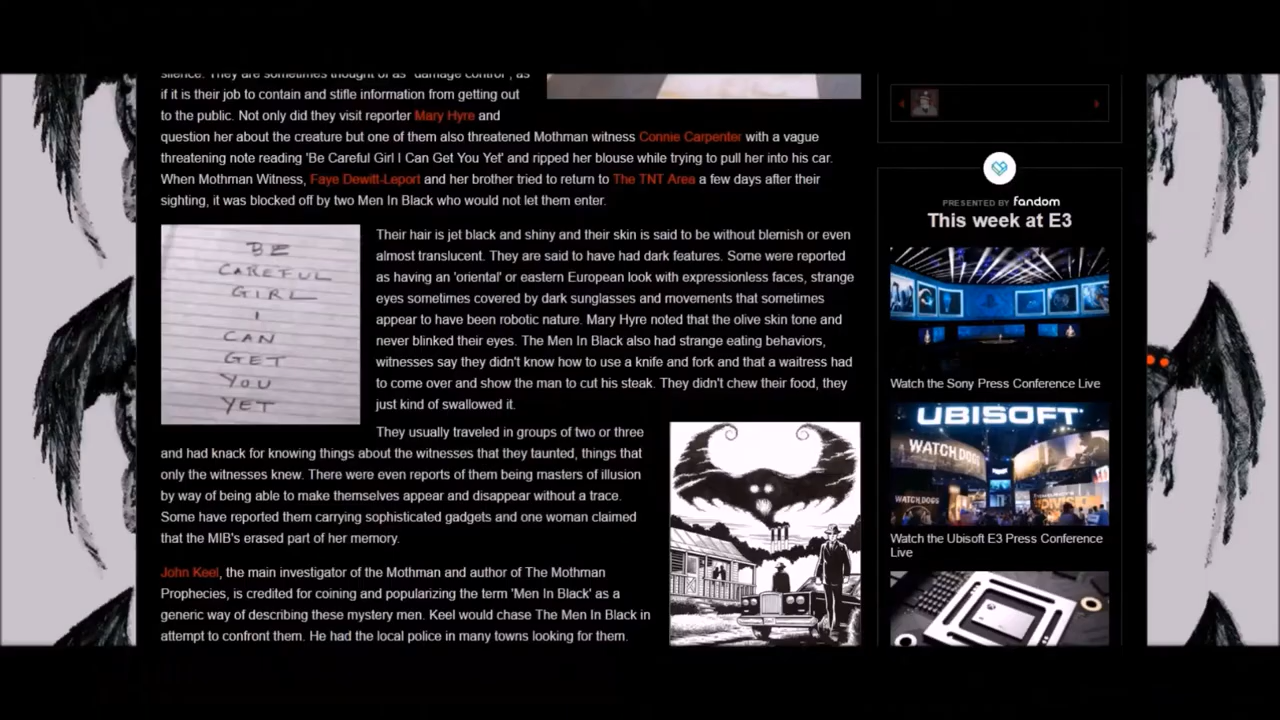 silence. They are sometimes thought of as "damage control", as
if it is their job to contain and stifle information from getting out
to the public. Not only did they visit reporter Mary Hyre and
question her about the creature but one of them also threatened Mothman witness Connie Carpenter with a vague
threatening note reading 'Be Careful Girl I Can Get You Yet' and ripped her blouse while trying to pull her into his car.
When Mothman Witness, Faye Dewitt-Leport and her brother tried to return to The TNT Area a few days after their
sighting, it was blocked off by two Men In Black who would not let them enter.
BE
CAREFUL
GIRL
I
CAN
GET
YOU
YET
Their hair is jet black and shiny and their skin is said to be without blemish or even
almost translucent. They are said to have had dark features. Some were reported
as having an 'oriental' or eastern European look with expressionless faces, strange
eyes sometimes covered by dark sunglasses and movements that sometimes
appear to have been robotic nature. Mary Hyre noted that the olive skin tone and
never blinked their eyes. The Men In Black also had strange eating behaviors,
witnesses say they didn't know how to use a knife and fork and that a waitress had
to come over and show the man to cut his steak. They didn't chew their food, they
just kind of swallowed it.
They usually traveled in groups of two or three
and had knack for knowing things about the witnesses that they taunted, things that
only the witnesses knew. There were even reports of them being masters of illusion
by way of being able to make themselves appear and disappear without a trace.
Some have reported them carrying sophisticated gadgets and one woman claimed
that the MIB's erased part of her memory.
John Keel, the main investigator of the Mothman and author of The Mothman
Prophecies, is credited for coining and popularizing the term 'Men In Black' as a
generic way of describing these mystery men. Keel would chase The Men In Black in
attempt to confront them. He had the local police in many towns looking for them.
PRESENTED BY fandom
This week at E3
Watch the Sony Press Conference Live
UBISOFT
WATCH DOGS
WATCH DOGS
Watch the Ubisoft E3 Press Conference
Live